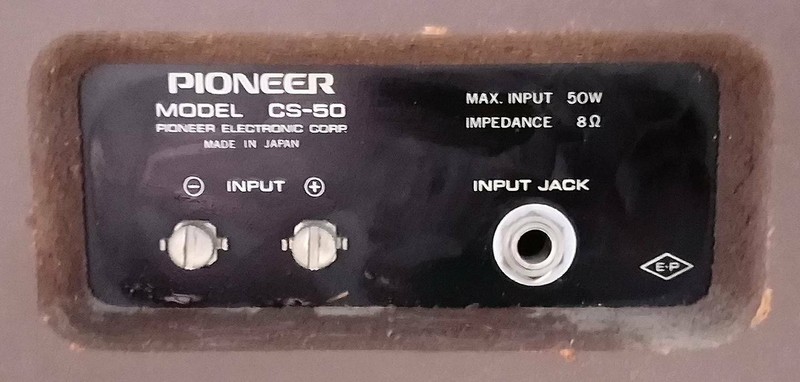 PIONEER
MODEL CS-50
PIONEER ELECTRONIC CORP.
MADE IN JAPAN
⊖ INPUT ⊕
MAX. INPUT 50W
IMPEDANCE 8Ω
INPUT JACK
E·P